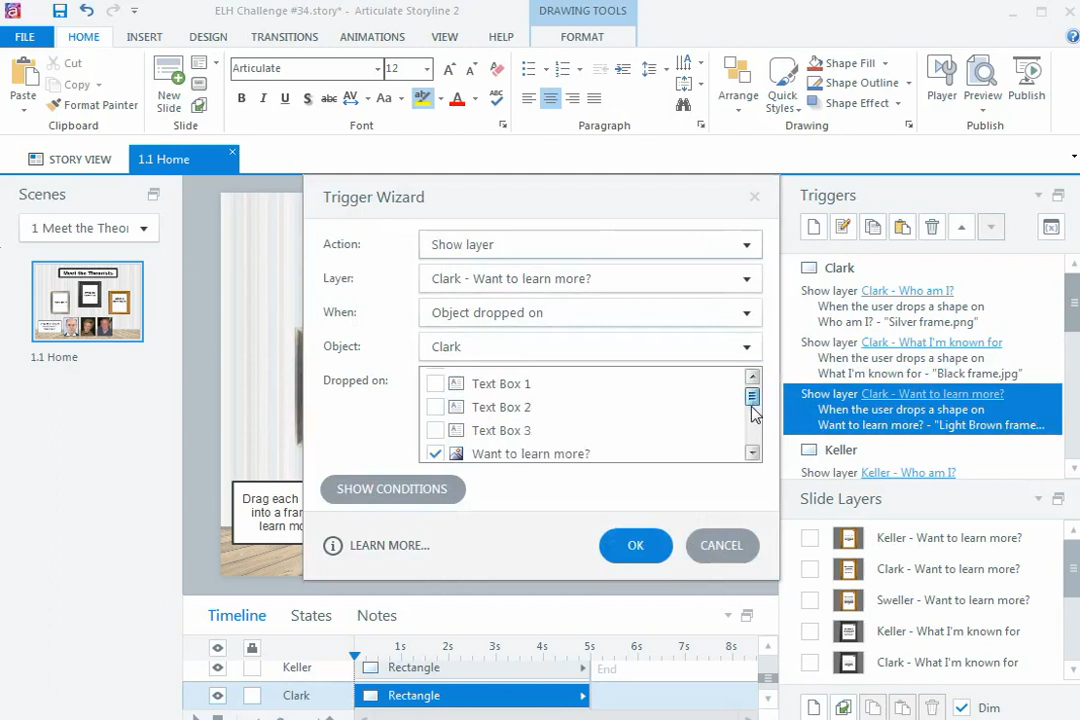 ELH Challenge #34.story* - Articulate Storyline 2
DRAWING TOOLS
FILE
HOME
INSERT
DESIGN
TRANSITIONS
ANIMATIONS
VIEW
HELP
FORMAT
Paste
Cut
Copy
Format Painter
Clipboard
New
Slide
Slide
Articulate
12
B I U S abc AV Aa A
Font
Paragraph
Arrange
Quick
Styles
Shape Fill
Shape Outline
Shape Effect
Drawing
Player
Preview
Publish
Publish
STORY VIEW
1.1 Home
Scenes
1 Meet the Theori
Meet the Theorists
1.1 Home
Drag each
into a fram
learn mo
Trigger Wizard
Action:
Show layer
Layer:
Clark - Want to learn more?
When:
Object dropped on
Object:
Clark
Dropped on:
Text Box 1
Text Box 2
Text Box 3
Want to learn more?
SHOW CONDITIONS
LEARN MORE...
OK
CANCEL
Triggers
Clark
Show layer Clark - Who am I?
When the user drops a shape on
Who am I? - "Silver frame.png"
Show layer Clark - What I'm known for
When the user drops a shape on
What I'm known for - "Black frame.jpg"
Show layer Clark - Want to learn more?
When the user drops a shape on
Want to learn more? - "Light Brown frame...
Keller
Show layer Keller - Who am I?
Slide Layers
Keller - Want to learn more?
Clark - Want to learn more?
Sweller - Want to learn more?
Keller - What I'm known for
Clark - What I'm known for
Dim
Timeline
States
Notes
1s 2s 3s 4s 5s 6s 7s 8s
Keller
Rectangle
End
Clark
Rectangle